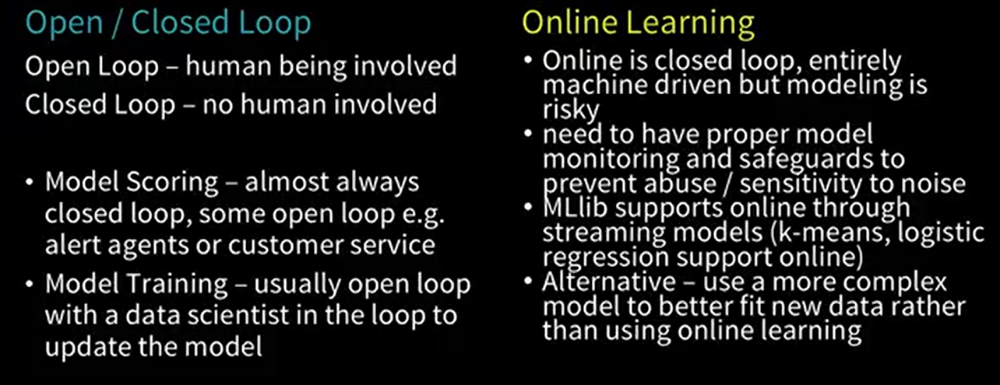 Open / Closed Loop
Open Loop – human being involved
Closed Loop – no human involved
• Model Scoring – almost always
closed loop, some open loop e.g.
alert agents or customer service
• Model Training – usually open loop
with a data scientist in the loop to
update the model
Online Learning
• Online is closed loop, entirely
machine driven but modeling is
risky
• need to have proper model
monitoring and safeguards to
prevent abuse / sensitivity to noise
• MLlib supports online through
streaming models (k-means, logistic
regression support online)
• Alternative – use a more complex
model to better fit new data rather
than using online learning